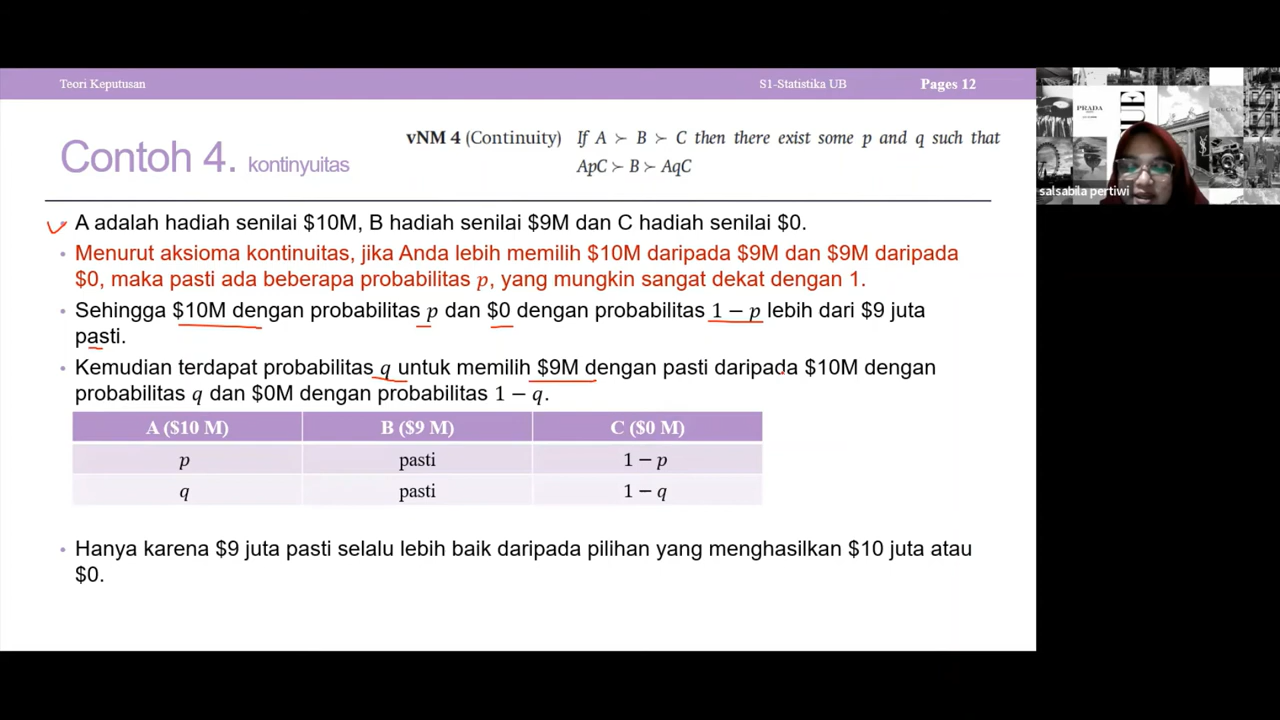 Teori Keputusan
S1-Statistika UB
Pages 12
Contoh 4. kontinyuitas
vNM 4 (Continuity) If A ≻ B ≻ C then there exist some p and q such that
ApC ≻ B ≻ AqC
A adalah hadiah senilai $10M, B hadiah senilai $9M dan C hadiah senilai $0.
• Menurut aksioma kontinuitas, jika Anda lebih memilih $10M daripada $9M dan $9M daripada
$0, maka pasti ada beberapa probabilitas p, yang mungkin sangat dekat dengan 1.
• Sehingga $10M dengan probabilitas p dan $0 dengan probabilitas 1 − p lebih dari $9 juta
pasti.
• Kemudian terdapat probabilitas q untuk memilih $9M dengan pasti daripada $10M dengan
probabilitas q dan $0M dengan probabilitas 1 − q.
A ($10 M) B ($9 M) C ($0 M)
p pasti 1 − p
q pasti 1 − q
• Hanya karena $9 juta pasti selalu lebih baik daripada pilihan yang menghasilkan $10 juta atau
$0.
PRADA
GUCCI
salsabila pertiwi